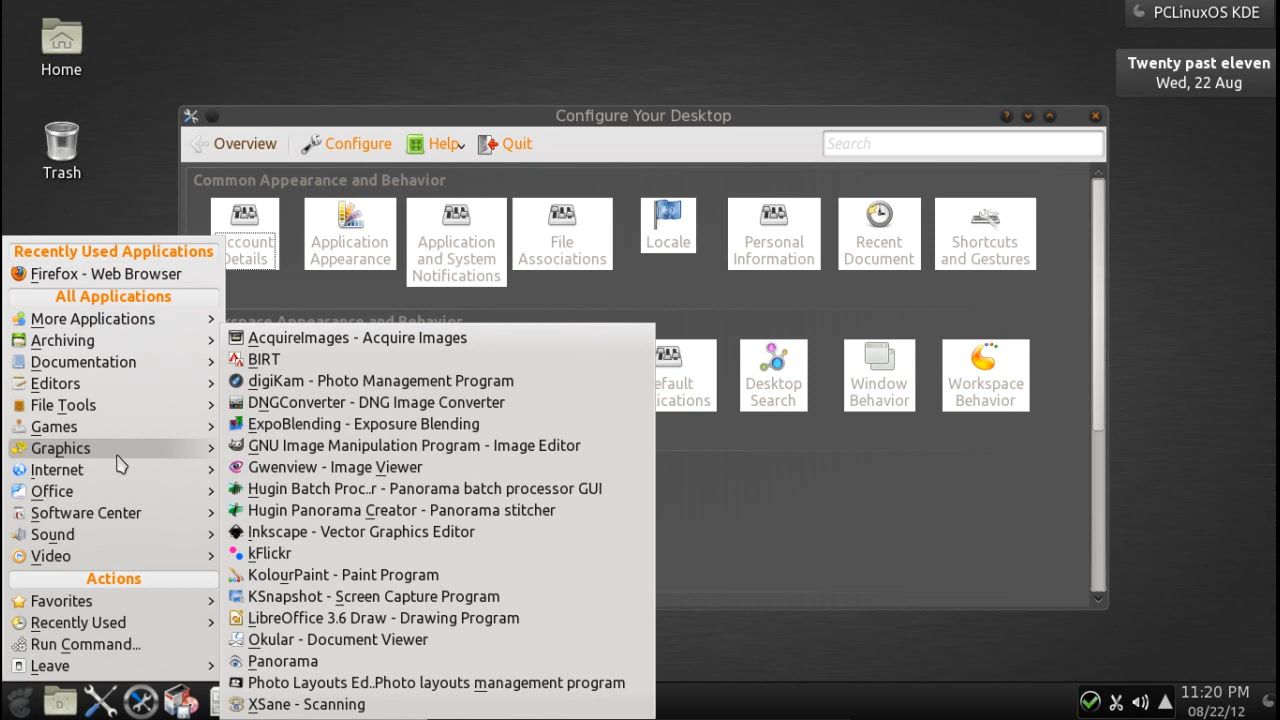 PCLinuxOS KDE
Home
Twenty past eleven
Wed, 22 Aug
Trash
Configure Your Desktop
Overview
Configure
Help
Quit
Search
Common Appearance and Behavior
Details
Application
Appearance
Application
and System
Notifications
File
Associations
Locale
Personal
Information
Recent
Document
Shortcuts
and Gestures
Appearance and Behavior
Desktop
Search
Window
Behavior
Workspace
Behavior
Recently Used Applications
Firefox - Web Browser
All Applications
More Applications
Archiving
Documentation
Editors
File Tools
Games
Graphics
Internet
Office
Software Center
Sound
Video
Actions
Favorites
Recently Used
Run Command...
Leave
AcquireImages - Acquire Images
BIRT
digiKam - Photo Management Program
DNGConverter - DNG Image Converter
ExpoBlending - Exposure Blending
GNU Image Manipulation Program - Image Editor
Gwenview - Image Viewer
Hugin Batch Proc..r - Panorama batch processor GUI
Hugin Panorama Creator - Panorama stitcher
Inkscape - Vector Graphics Editor
kFlickr
KolourPaint - Paint Program
KSnapshot - Screen Capture Program
LibreOffice 3.6 Draw - Drawing Program
Okular - Document Viewer
Panorama
Photo Layouts Ed..Photo layouts management program
XSane - Scanning
11:20 PM
08/22/12